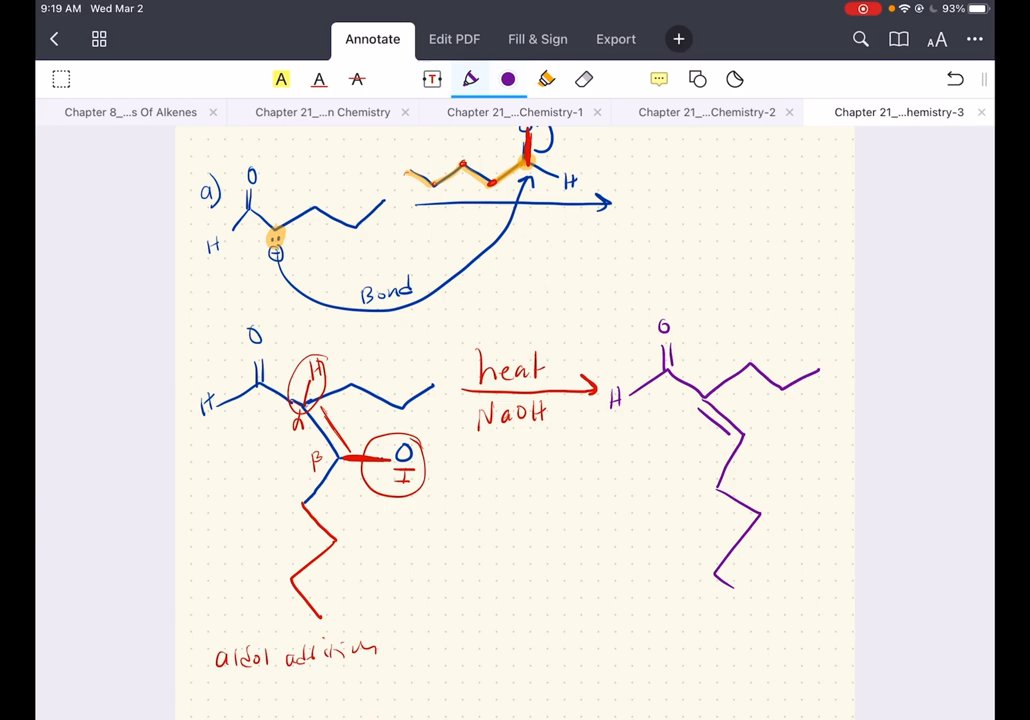 9:19 AM Wed Mar 2
93%
Annotate Edit PDF Fill & Sign Export
A A A T AA
Chapter 8_...s Of Alkenes Chapter 21_...n Chemistry Chapter 21_...Chemistry-1 Chapter 21_...Chemistry-2 Chapter 21_...hemistry-3
a) O
H
H
Bond
O
H
H
α
β
O
heat
NaOH
O
H
aldol addition